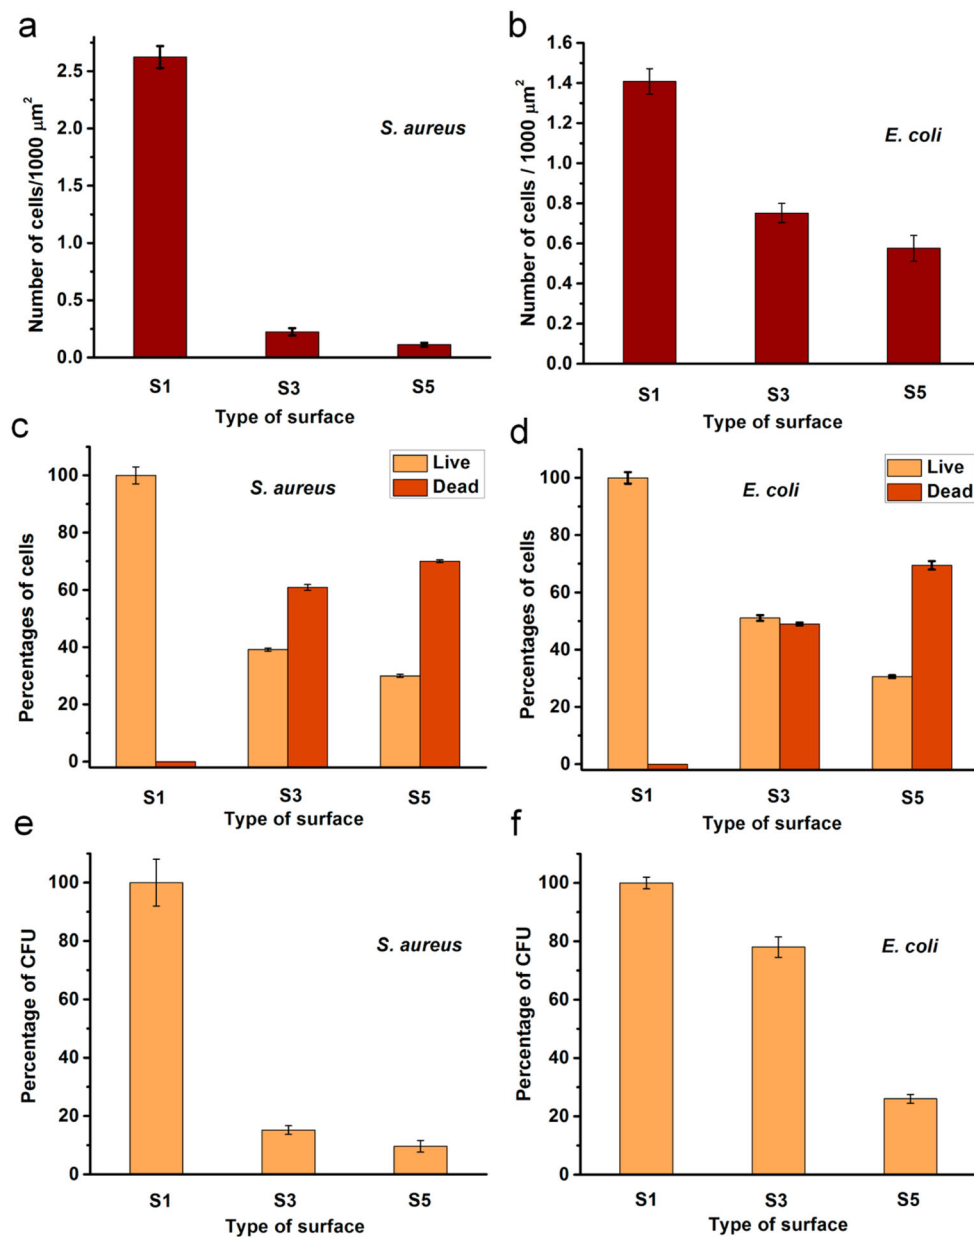 a
Number of cells/1000 μm²
2.5
2.0
1.5
1.0
0.5
0.0
S. aureus
S1 S3 S5
Type of surface
b
Number of cells / 1000 μm²
1.6
1.4
1.2
1.0
0.8
0.6
0.4
0.2
0.0
E. coli
S1 S3 S5
Type of surface
c
Percentages of cells
100
80
60
40
20
0
S. aureus
Live
Dead
S1 S3 S5
Type of surface
d
Percentages of cells
100
80
60
40
20
0
E. coli
Live
Dead
S1 S3 S5
Type of surface
e
Percentage of CFU
100
80
60
40
20
0
S. aureus
S1 S3 S5
Type of surface
f
Percentage of CFU
100
80
60
40
20
0
E. coli
S1 S3 S5
Type of surface